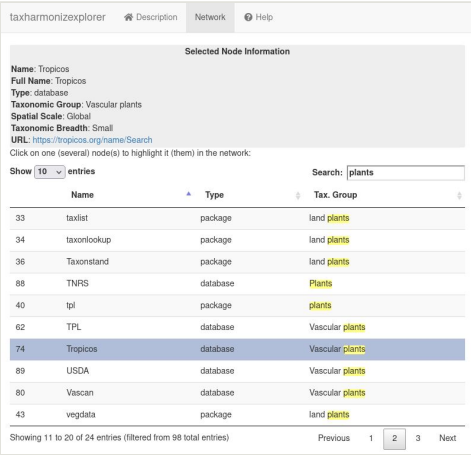 taxharmonizexplorer Description Network Help
Selected Node Information
Name: Tropicos
Full Name: Tropicos
Type: database
Taxonomic Group: Vascular plants
Spatial Scale: Global
Taxonomic Breadth: Small
URL: https://tropicos.org/name/Search
Click on one (several) node(s) to highlight it (them) in the network:
Show 10 entries Search: plants
Name Type Tax. Group
33 taxlist package land plants
34 taxonlookup package land plants
36 Taxonstand package land plants
88 TNRS database Plants
40 tpl package plants
62 TPL database Vascular plants
74 Tropicos database Vascular plants
89 USDA database Vascular plants
80 Vascan database Vascular plants
43 vegdata package land plants
Showing 11 to 20 of 24 entries (filtered from 98 total entries) Previous 1 2 3 Next